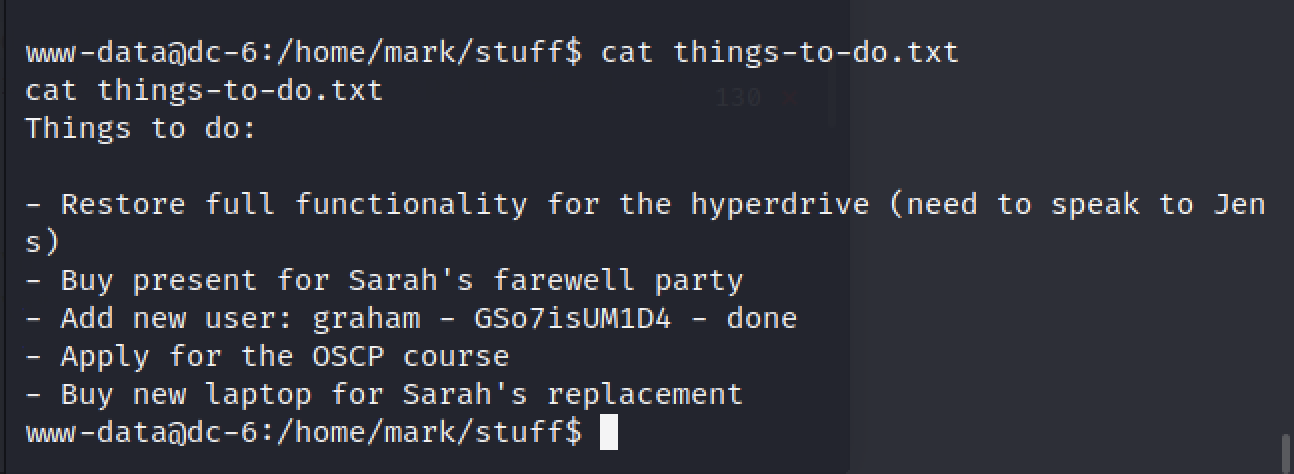 www-data@dc-6:/home/mark/stuff$ cat things-to-do.txt
cat things-to-do.txt
130
Things to do:
- Restore full functionality for the hyperdrive (need to speak to Jen
s)
- Buy present for Sarah's farewell party
- Add new user: graham - GSo7isUM1D4 - done
- Apply for the OSCP course
- Buy new laptop for Sarah's replacement
www-data@dc-6:/home/mark/stuff$